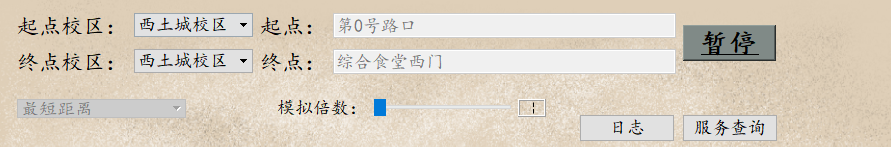 起点校区： 西土城校区 起点： 第0号路口
终点校区： 西土城校区 终点： 综合食堂西门
暂停
最短距离 模拟倍数： 1
日志 服务查询